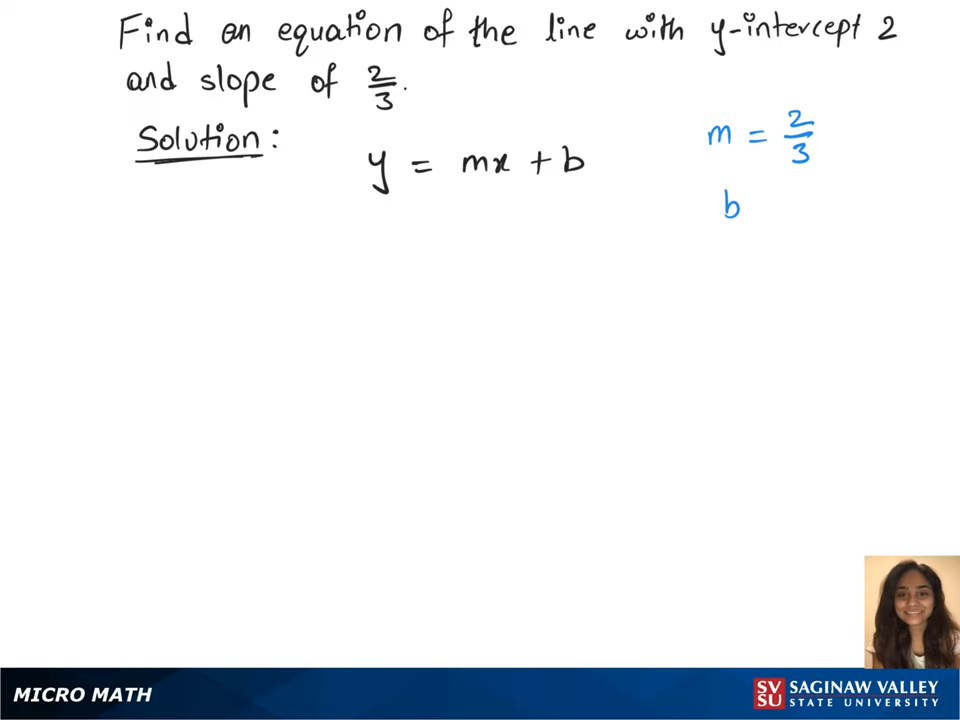 Find an equation of the line with y-intercept 2
and slope of 2/3.
Solution:
y = mx + b
m = 2/3
b
MICRO MATH
SV SU SAGINAW VALLEY
STATE UNIVERSITY